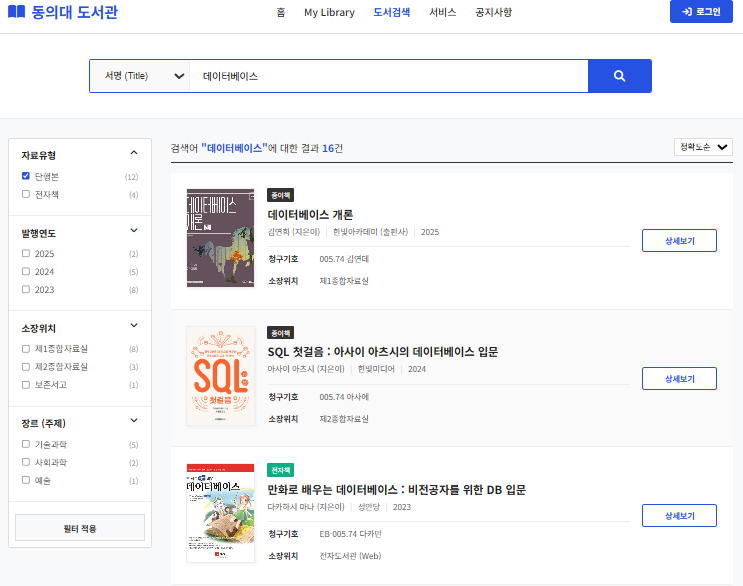 동의대 도서관
홈 My Library 도서검색 서비스 공지사항
로그인
서명 (Title) 데이터베이스
검색어 "데이터베이스"에 대한 결과 16건
정확도순
자료유형
단행본 (12)
전자책 (4)
발행연도
2025 (2)
2024 (5)
2023 (8)
소장위치
제1종합자료실 (8)
제2종합자료실 (3)
보존서고 (1)
장르 (주제)
기술과학 (5)
사회과학 (2)
예술 (1)
필터 적용
데이터베이스
개론
종이책
데이터베이스 개론
김연희 (지은이) 한빛아카데미 (출판사) 2025
청구기호 005.74 김연데
소장위치 제1종합자료실
상세보기
SQL
첫걸음
종이책
SQL 첫걸음 : 아사이 아츠시의 데이터베이스 입문
아사이 아츠시 (지은이) 한빛미디어 2024
청구기호 005.74 아사에
소장위치 제2종합자료실
상세보기
데이터베이스
전자책
만화로 배우는 데이터베이스 : 비전공자를 위한 DB 입문
다카하시 마나 (지은이) 성안당 2023
청구기호 EB-005.74 다카만
소장위치 전자도서관 (Web)
상세보기